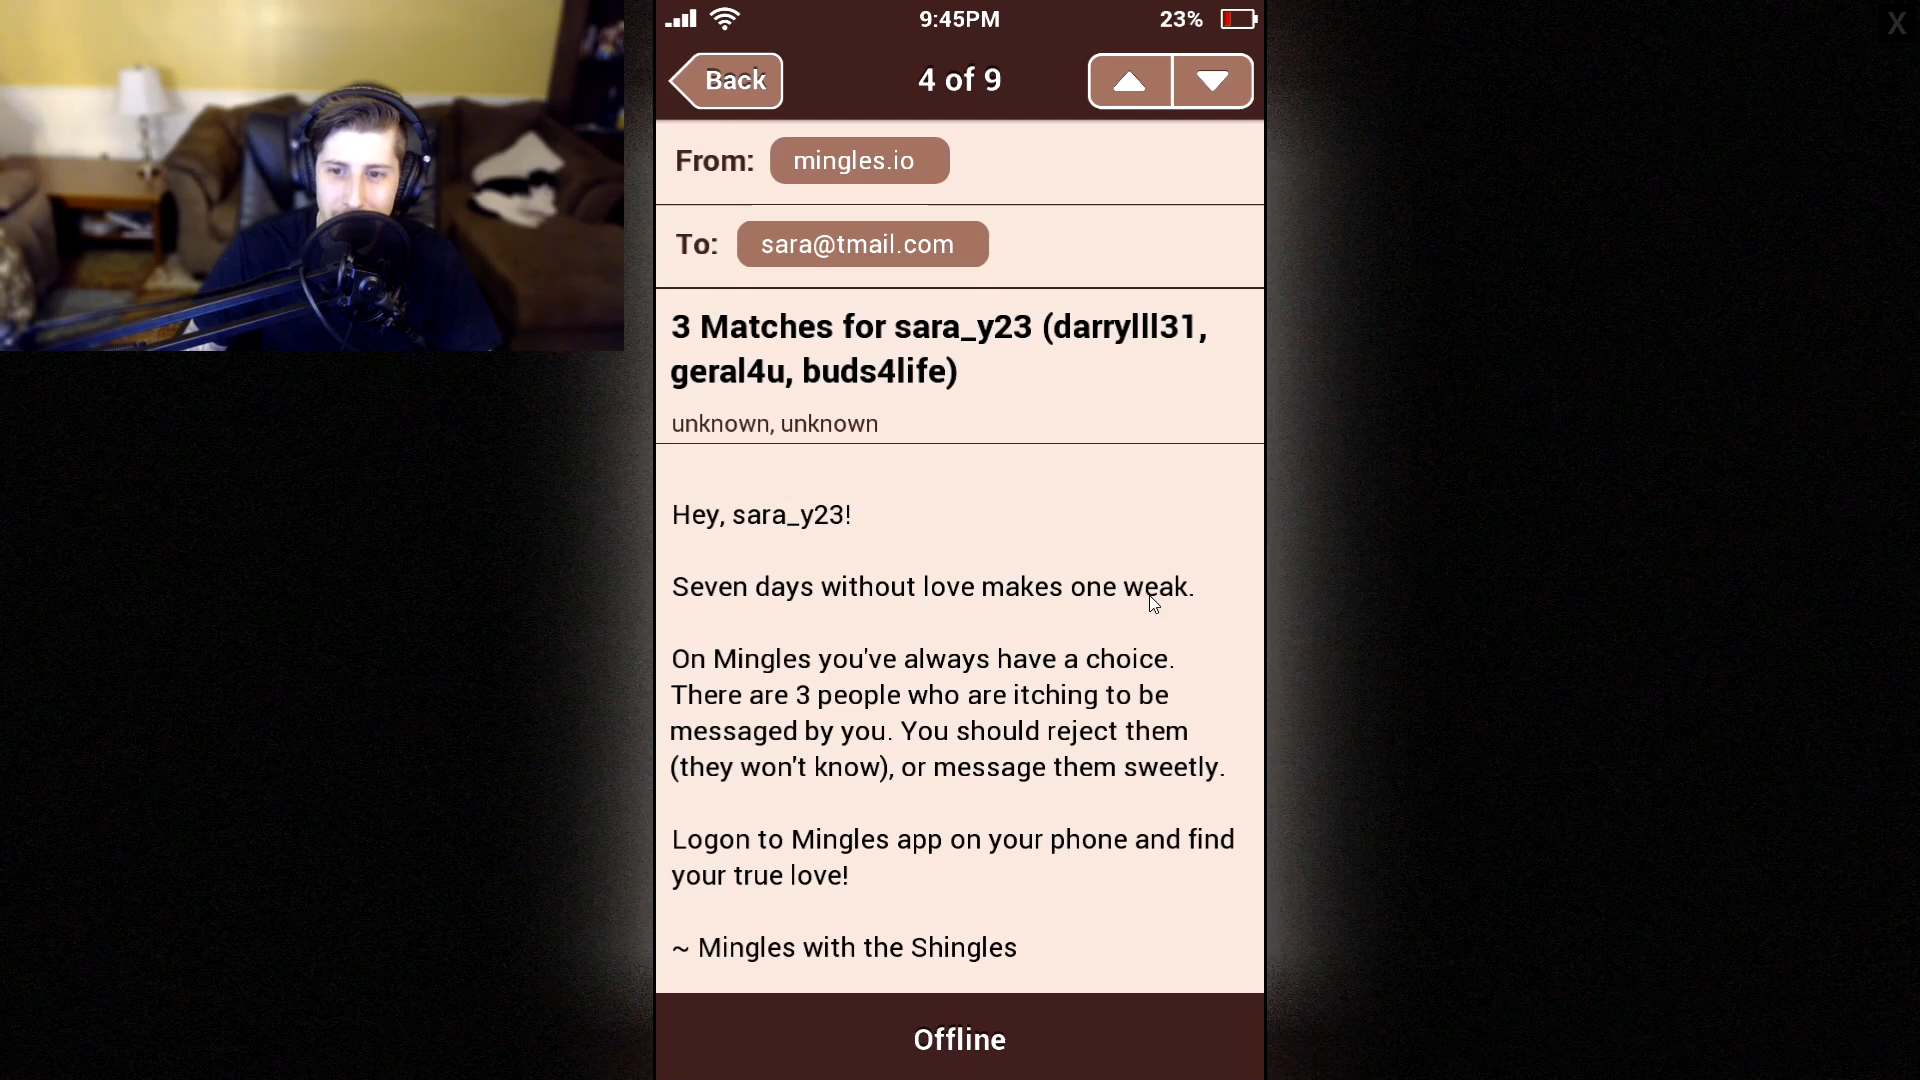 9:45PM
23%
X
Back
4 of 9
From: mingles.io
To: sara@tmail.com
3 Matches for sara_y23 (darrylll31,
geral4u, buds4life)
unknown, unknown
Hey, sara_y23!
Seven days without love makes one weak.
On Mingles you've always have a choice.
There are 3 people who are itching to be
messaged by you. You should reject them
(they won't know), or message them sweetly.
Logon to Mingles app on your phone and find
your true love!
~ Mingles with the Shingles
Offline